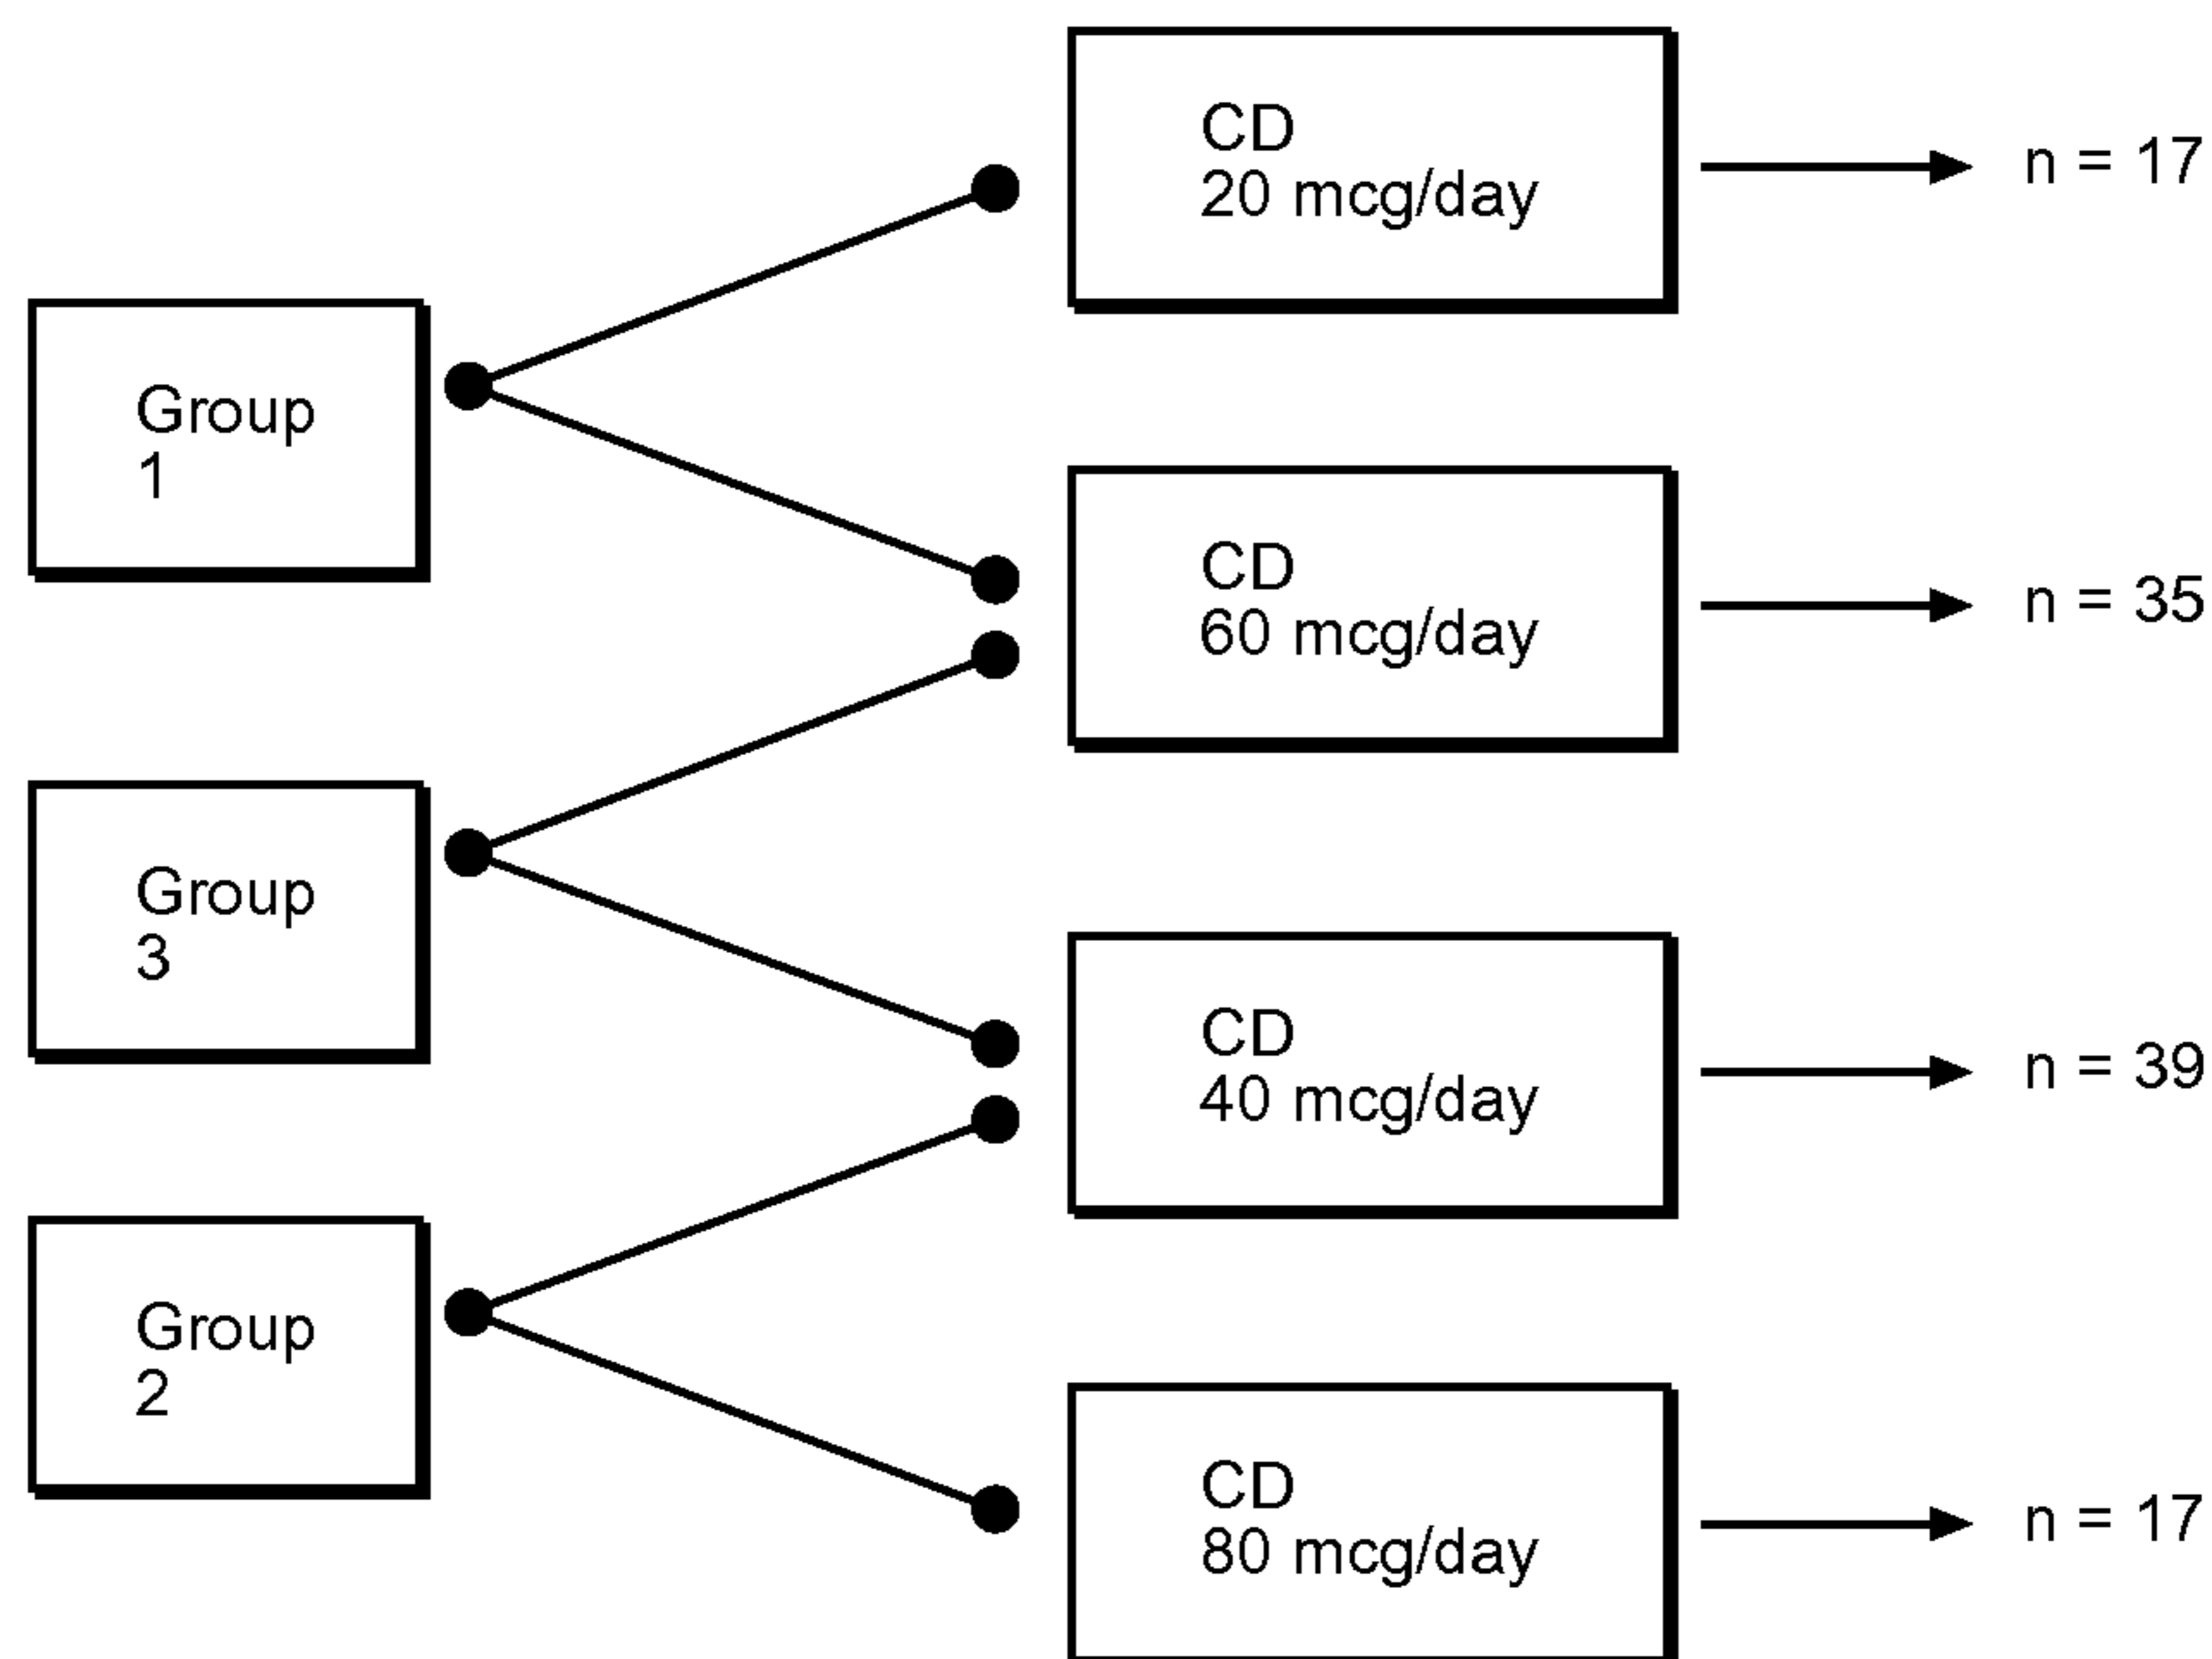 CD
20 mcg/day
n = 17
Group
1
CD
60 mcg/day
n = 35
Group
3
CD
40 mcg/day
n = 39
Group
2
CD
80 mcg/day
n = 17